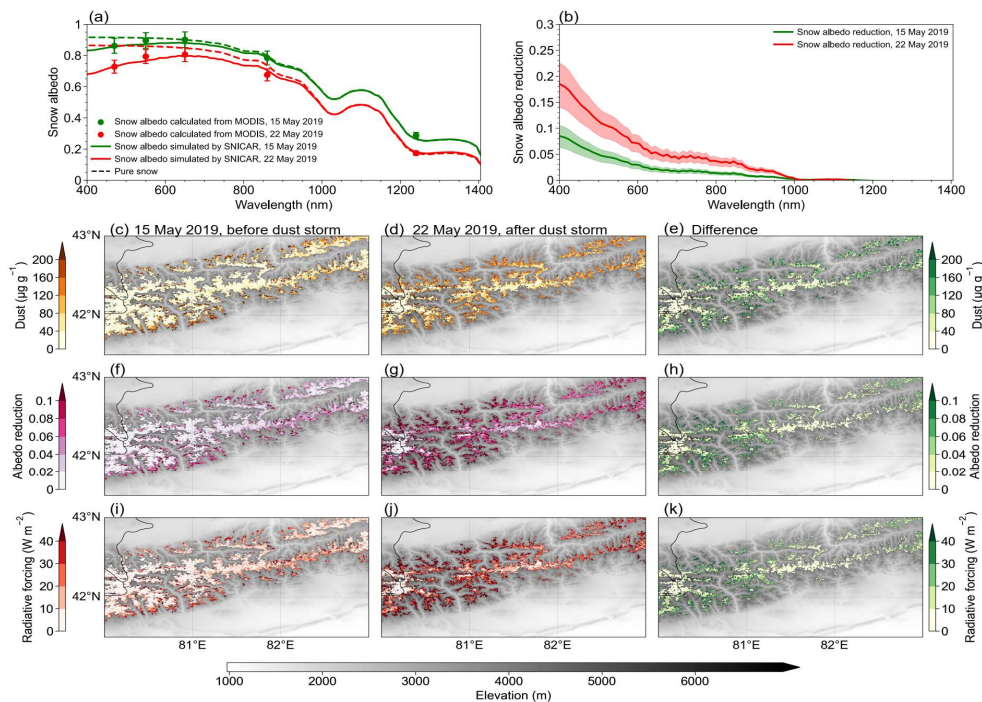 (a)
1
0.8
0.6
0.4
0.2
0
Snow albedo
Snow albedo calculated from MODIS, 15 May 2019
Snow albedo calculated from MODIS, 22 May 2019
Snow albedo simulated by SNICAR, 15 May 2019
Snow albedo simulated by SNICAR, 22 May 2019
Pure snow
400 600 800 1000 1200 1400
Wavelength (nm)
(b)
0.3
0.25
0.2
0.15
0.1
0.05
0
Snow albedo reduction
Snow albedo reduction, 15 May 2019
Snow albedo reduction, 22 May 2019
400 600 800 1000 1200 1400
Wavelength (nm)
(c) 15 May 2019, before dust storm
(d) 22 May 2019, after dust storm
(e) Difference
43°N
42°N
200
160
120
80
40
0
Dust (μg g⁻¹)
200
160
120
80
40
0
Dust (μg g⁻¹)
(f)
(g)
(h)
43°N
42°N
0.1
0.08
0.06
0.04
0.02
0
Albedo reduction
0.1
0.08
0.06
0.04
0.02
0
Albedo reduction
(i)
(j)
(k)
43°N
42°N
40
30
20
10
0
Radiative forcing (W m⁻²)
40
30
20
10
0
Radiative forcing (W m⁻²)
81°E 82°E
81°E 82°E
81°E 82°E
1000 2000 3000 4000 5000 6000
Elevation (m)